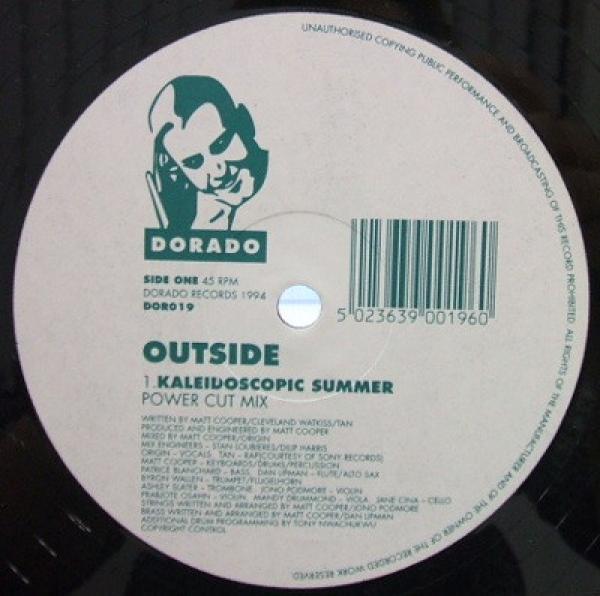 UNAUTHORISED COPYING PUBLIC PERFORMANCE AND BROADCASTING OF THIS RECORD PROHIBITED. ALL RIGHTS OF THE MANUFACTURER AND OF THE OWNER OF THE RECORDED WORK RESERVED.
DORADO
SIDE ONE 45 RPM
DORADO RECORDS 1994
DOR019
5 023639 001960
OUTSIDE
1. KALEIDOSCOPIC SUMMER
POWER CUT MIX
WRITTEN BY MATT COOPER/CLEVELAND WATKISS/TAN
PRODUCED AND ENGINEERED BY MATT COOPER
MIXED BY MATT COOPER/ORIGIN
MIX ENGINEERS - STAN LOUBIERES/DILIP HARRIS
ORIGIN - VOCALS TAN - RAP(COURTESY OF SONY RECORDS)
MATT COOPER - KEYBOARDS/DRUMS/PERCUSSION
PATRICE BLANCHARD - BASS DAN LIPMAN - FLUTE/ALTO SAX
BYRON WALLEN - TRUMPET/FLUGELHORN
ASHLEY SLATER - TROMBONE JONO PODMORE - VIOLIN
PRABJOTE OSAHN - VIOLIN MANDY DRUMMOND - VIOLA JANE CINA - CELLO
STRINGS WRITTEN AND ARRANGED BY MATT COOPER/JONO PODMORE
BRASS WRITTEN AND ARRANGED BY MATT COOPER/DAN LIPMAN
ADDITIONAL DRUM PROGRAMMING BY TONY NWACHUKWU
COPYRIGHT CONTROL